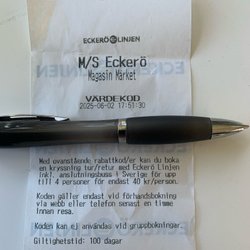 ECKERÖ LINJEN
M/S Eckerö
Magasin Market
VÄRDEKOD
2025-06-02 17:51:30
Med ovanstående rabattkod/er kan du boka
en kryssning tur/retur med Eckerö Linjen
inkl. anslutningsbuss i Sverige för upp
till 4 personer för endast 40 kr/person.
Koden gäller endast vid förhandsbokning
via webb eller telefon senast en timme
innan resa.
Koden kan ej användas vid gruppbokningar.
Giltighetstid: 100 dagar